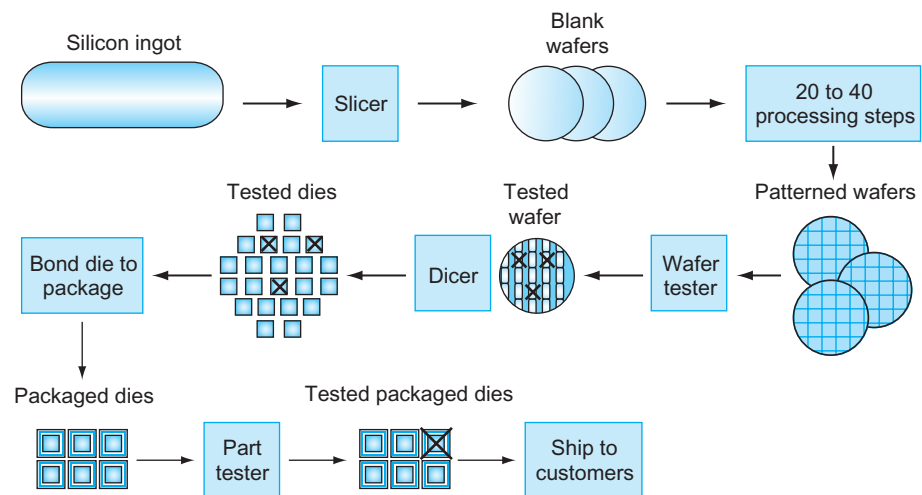 Silicon ingot
Slicer
Blank
wafers
20 to 40
processing steps
Patterned wafers
Wafer
tester
Tested
wafer
Dicer
Tested dies
Bond die to
package
Packaged dies
Part
tester
Tested packaged dies
Ship to
customers